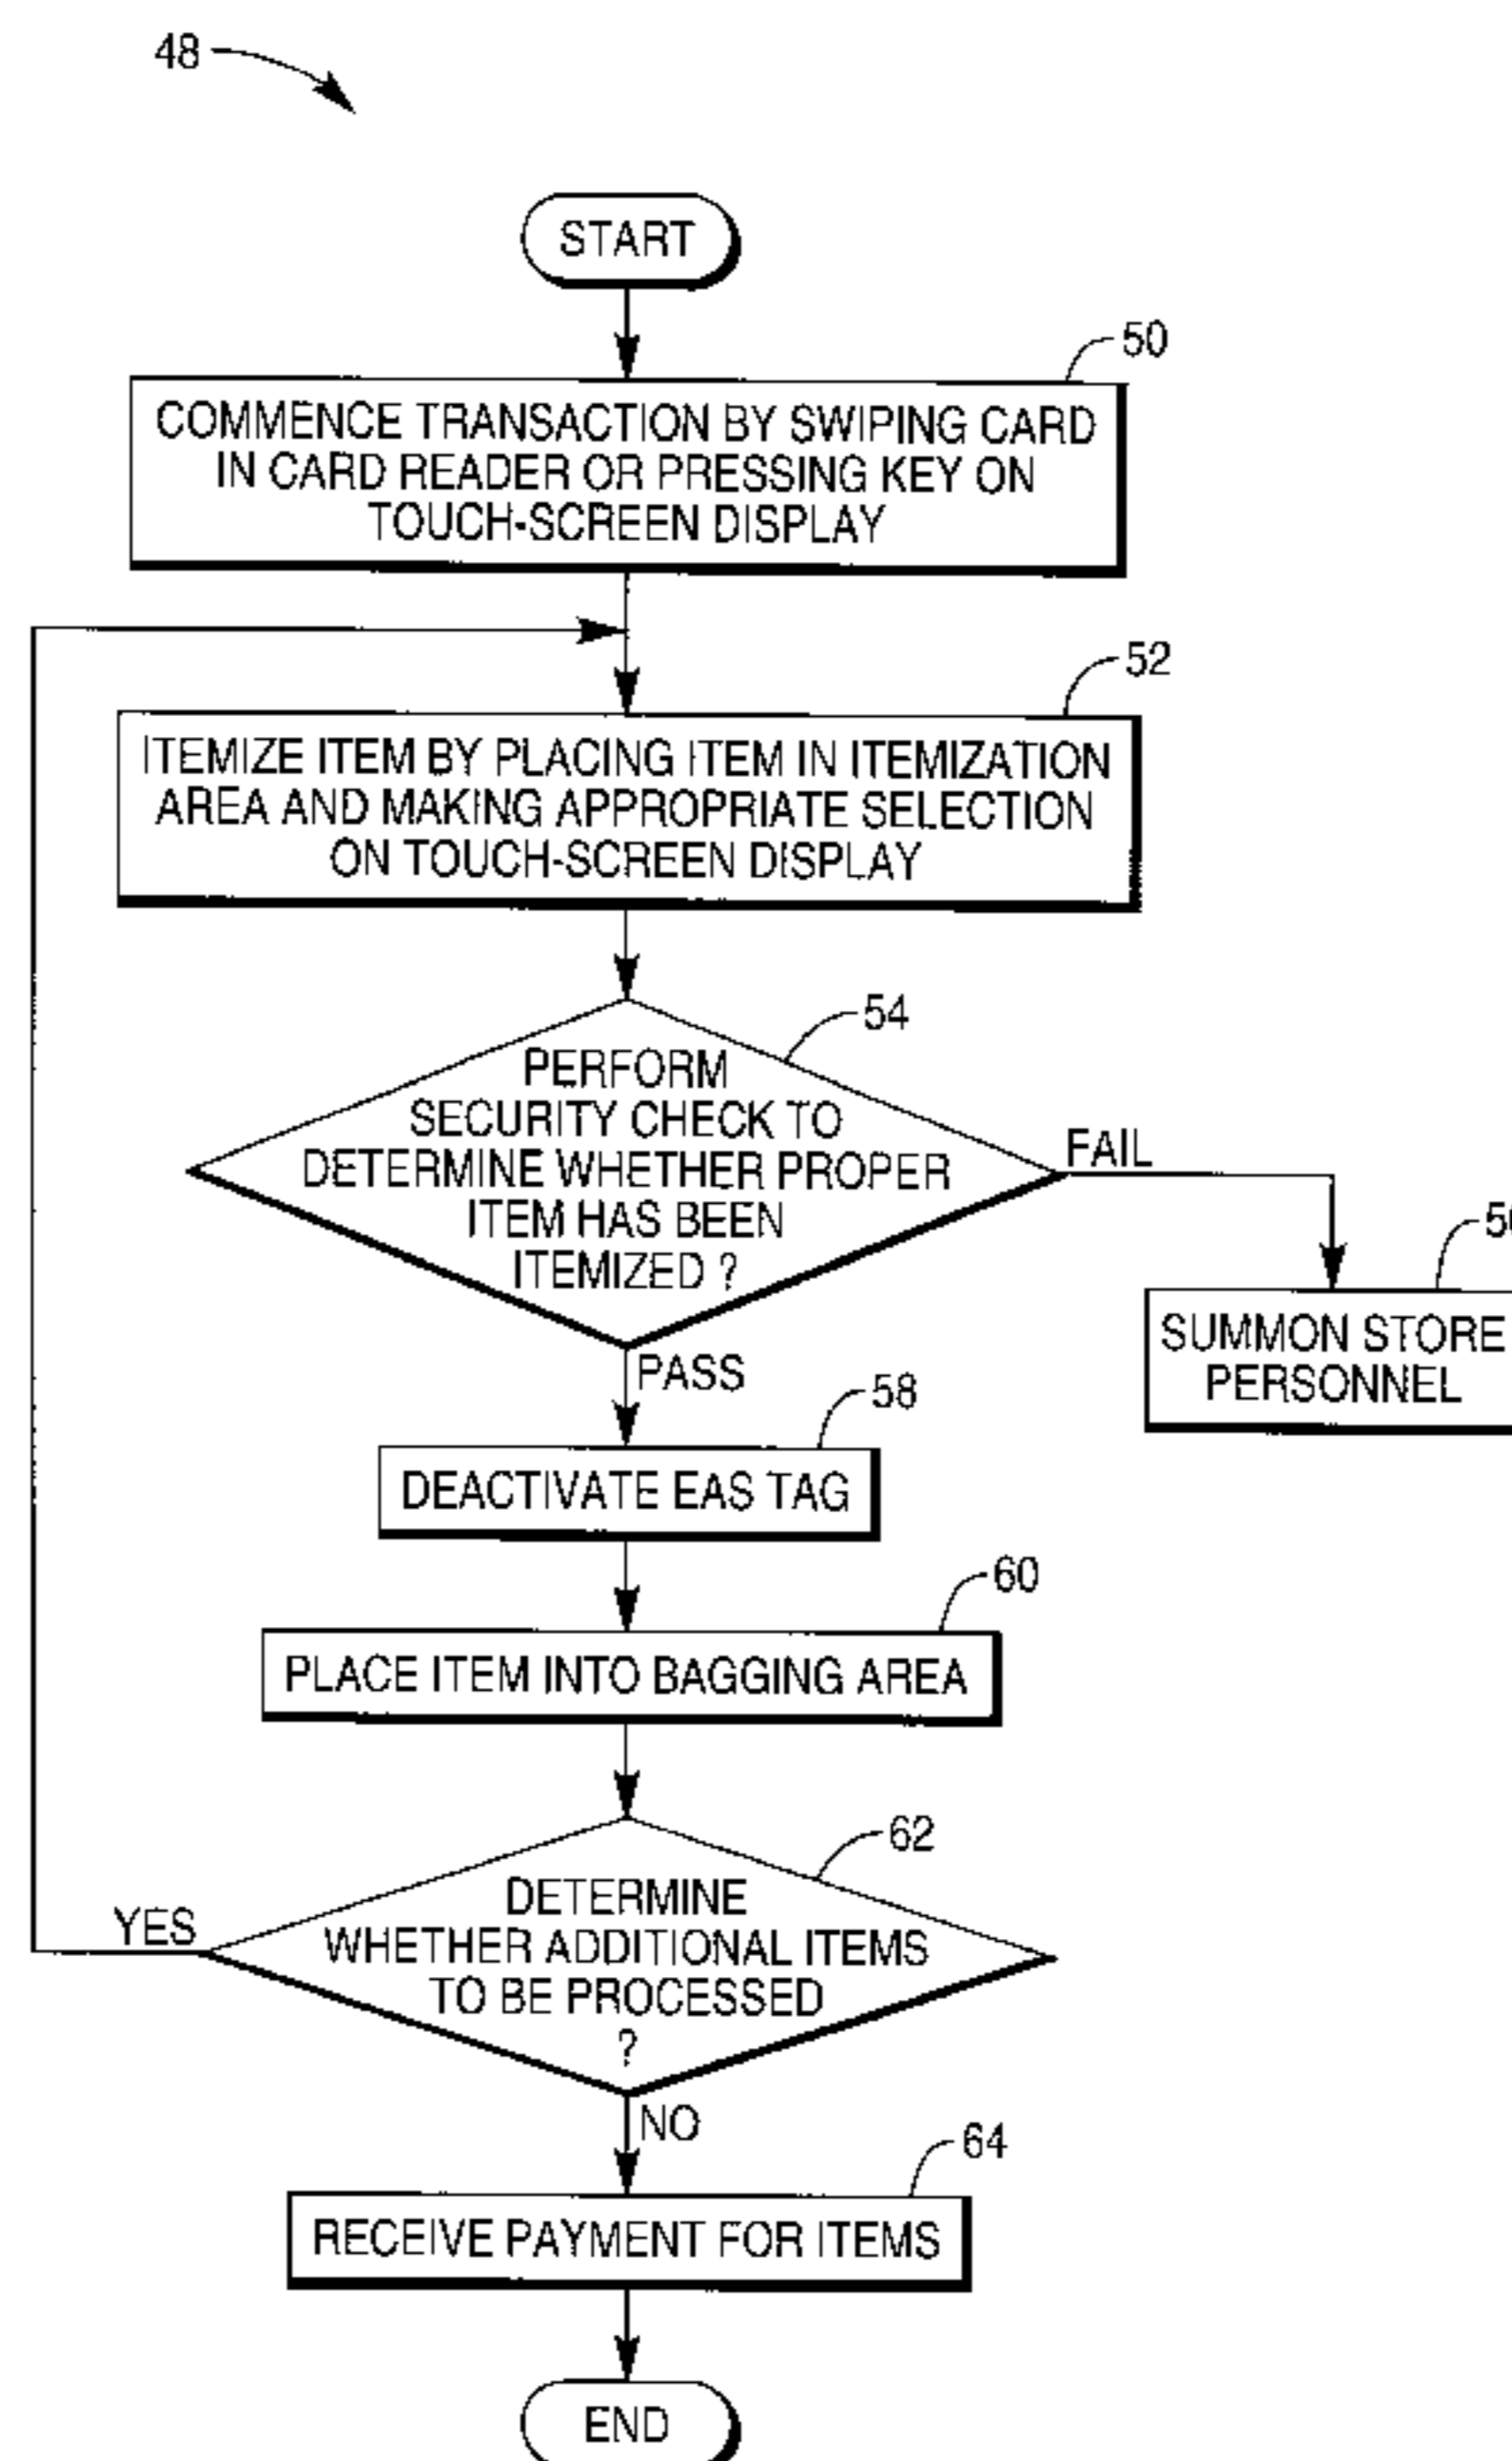 48
START
50
COMMENCE TRANSACTION BY SWIPING CARD
IN CARD READER OR PRESSING KEY ON
TOUCH-SCREEN DISPLAY
52
ITEMIZE ITEM BY PLACING ITEM IN ITEMIZATION
AREA AND MAKING APPROPRIATE SELECTION
ON TOUCH-SCREEN DISPLAY
54
PERFORM
SECURITY CHECK TO
DETERMINE WHETHER PROPER
ITEM HAS BEEN
ITEMIZED ?
FAIL
SUMMON STORE
PERSONNEL
PASS
58
DEACTIVATE EAS TAG
60
PLACE ITEM INTO BAGGING AREA
62
DETERMINE
WHETHER ADDITIONAL ITEMS
TO BE PROCESSED
?
YES
NO
64
RECEIVE PAYMENT FOR ITEMS
END